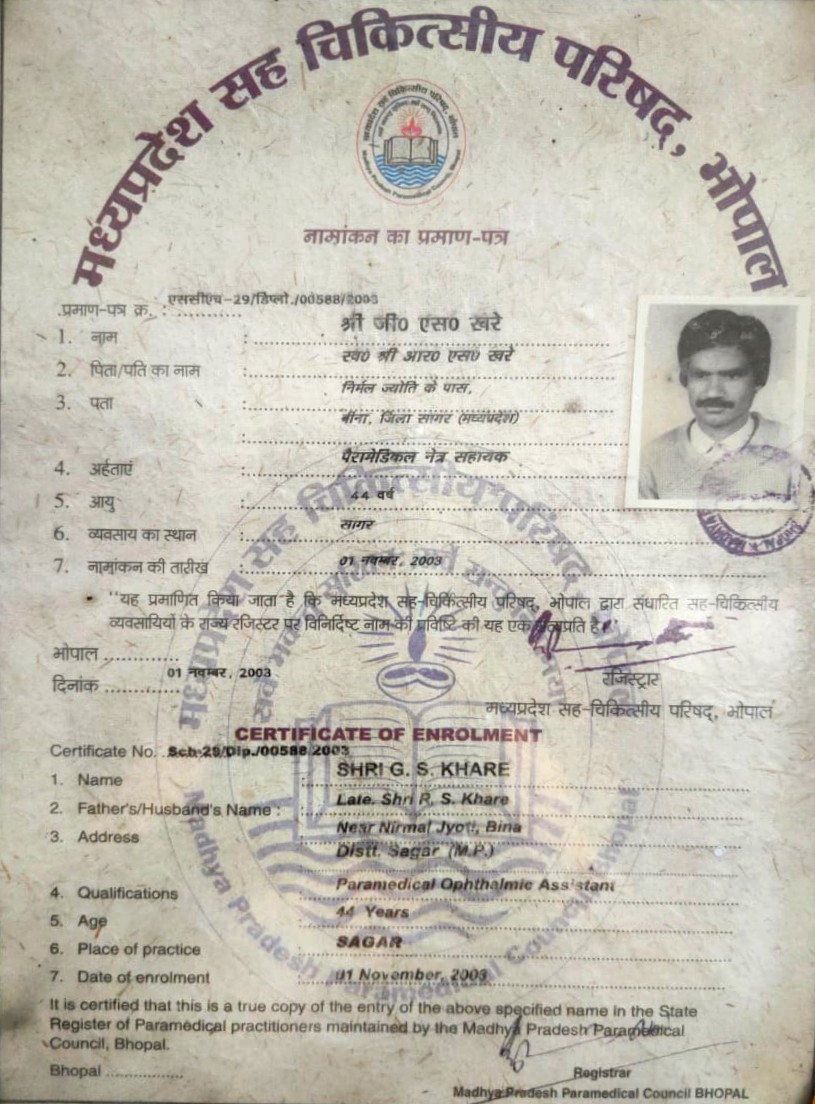 मध्यप्रदेश सह चिकित्सीय परिषद, भोपाल
नामांकन का प्रमाण-पत्र
प्रमाण-पत्र क्र. : एससीएच-29/डिप्लो./00588/2003
1. नाम : श्री जी0 एस0 खरे
2. पिता/पति का नाम : स्व0 श्री आर0 एस0 खरे
3. पता : निर्मल ज्योति के पास,
बीना, जिला सागर (मध्यप्रदेश)
4. अर्हताएं : पैरामेडिकल नेत्र सहायक
5. आयु : 44 वर्ष
6. व्यवसाय का स्थान : सागर
7. नामांकन की तारीख : 01 नवम्बर, 2003
"यह प्रमाणित किया जाता है कि मध्यप्रदेश सह-चिकित्सीय परिषद, भोपाल द्वारा संधारित सह-चिकित्सीय
व्यवसायियों के राज्य रजिस्टर पर विनिर्दिष्ट नाम की प्रविष्टि की यह एक सत्यप्रति है।"
भोपाल ..............
दिनांक ........... 01 नवम्बर, 2003
रजिस्ट्रार
मध्यप्रदेश सह-चिकित्सीय परिषद, भोपाल
CERTIFICATE OF ENROLMENT
Certificate No. Sch-29/Dip./00588 2003
1. Name : SHRI G. S. KHARE
2. Father's/Husband's Name : Late. Shri R. S. Khare
3. Address : Near Nirmal Jyoti, Bina
Distt. Sagar (M.P.)
4. Qualifications : Paramedical Ophthalmic Assistant
5. Age : 44 Years
6. Place of practice : SAGAR
7. Date of enrolment : 01 November, 2003
It is certified that this is a true copy of the entry of the above specified name in the State
Register of Paramedical practitioners maintained by the Madhya Pradesh Paramedical
Council, Bhopal.
Bhopal ................
Registrar
Madhya Pradesh Paramedical Council BHOPAL